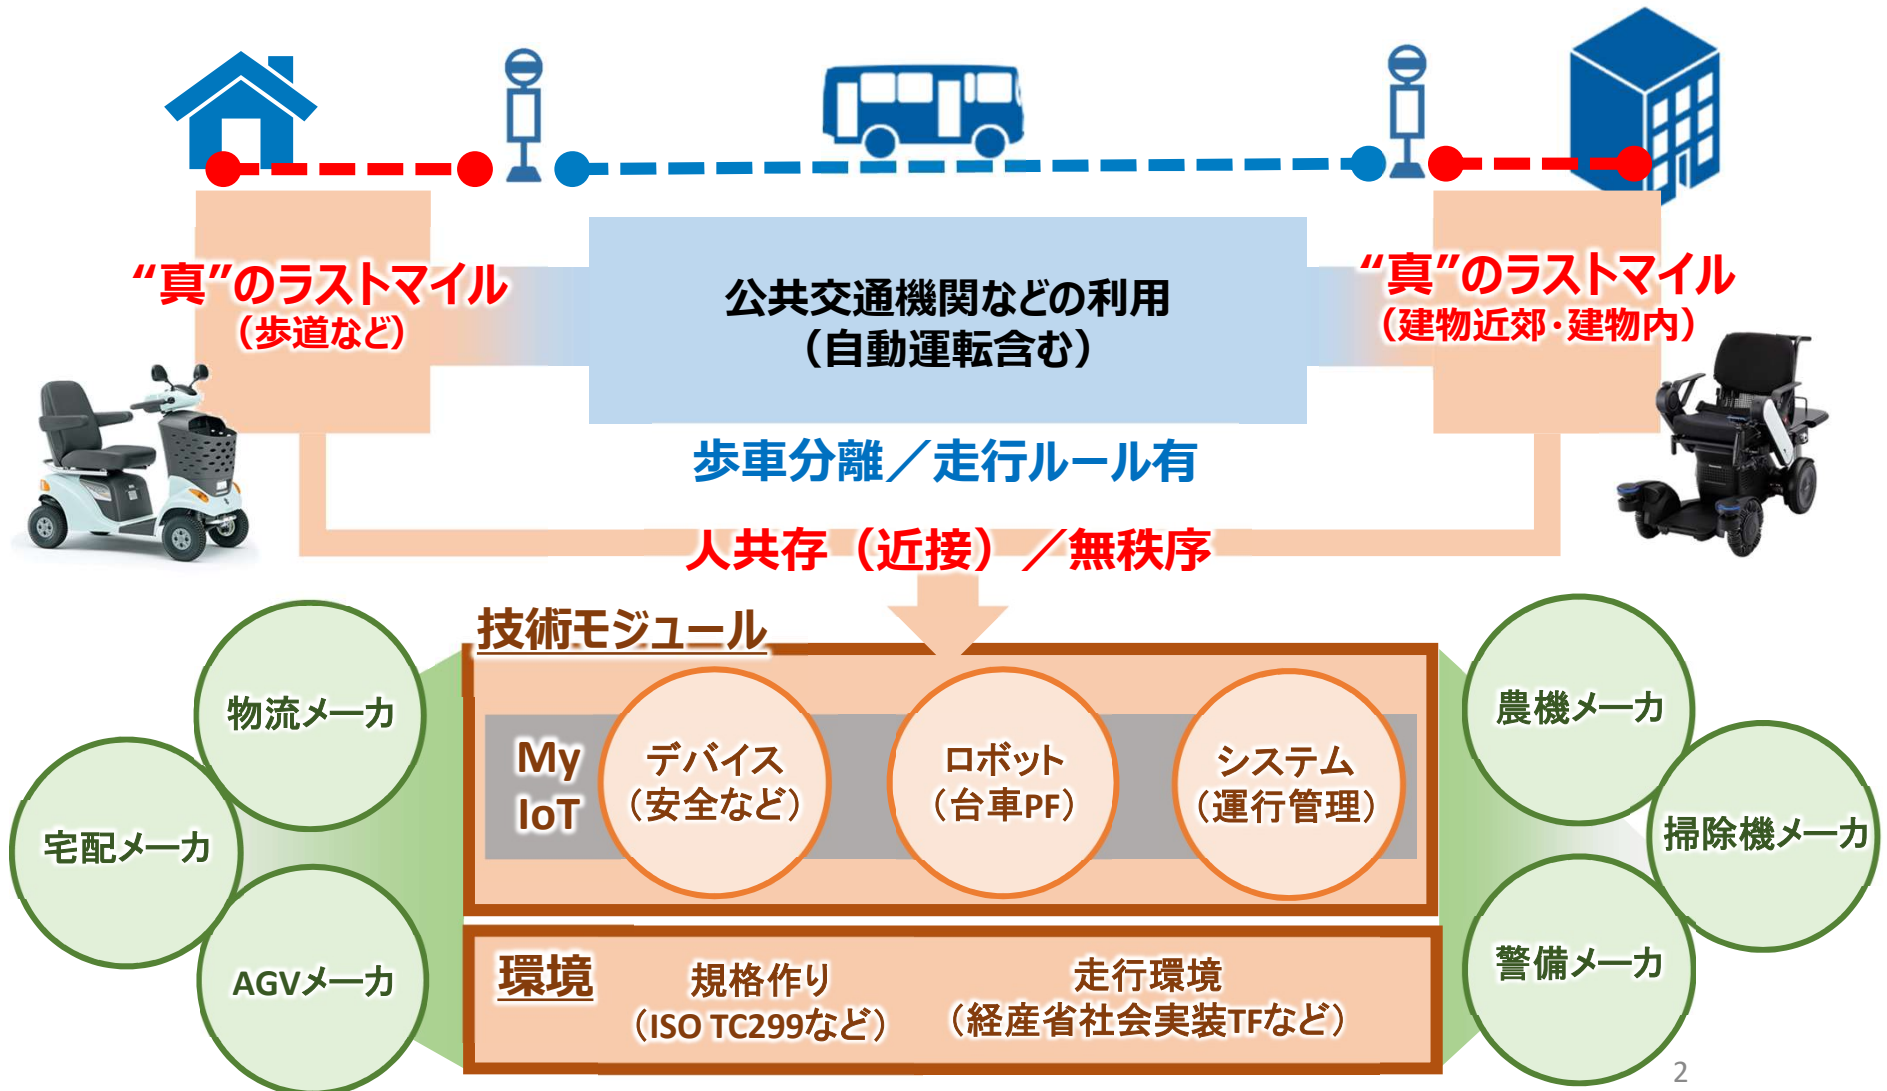 “真”のラストマイル
（歩道など）
公共交通機関などの利用
（自動運転含む）
“真”のラストマイル
（建物近郊・建物内）
歩車分離／走行ルール有
人共存（近接）／無秩序
技術モジュール
My
IoT
デバイス
（安全など）
ロボット
（台車PF）
システム
（運行管理）
物流メーカ
宅配メーカ
AGVメーカ
農機メーカ
掃除機メーカ
警備メーカ
環境
規格作り
（ISO TC299など）
走行環境
（経産省社会実装TFなど）
2